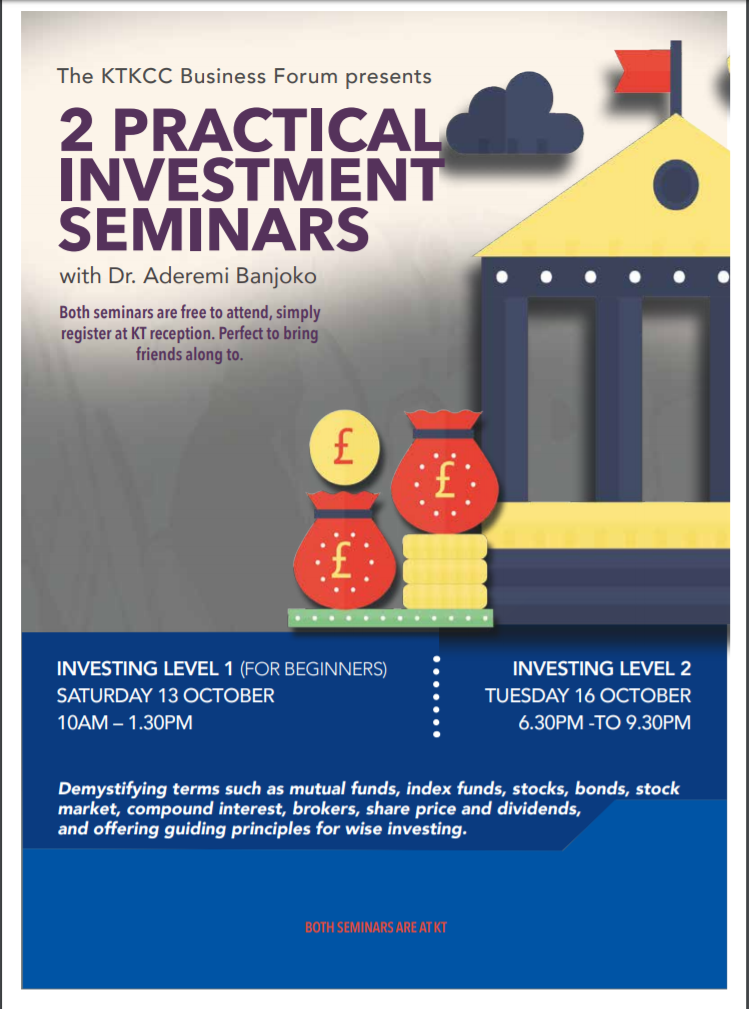 The KTKCC Business Forum presents
2 PRACTICAL
INVESTMENT
SEMINARS
with Dr. Aderemi Banjoko
Both seminars are free to attend, simply
register at KT reception. Perfect to bring
friends along to.
£
£
£
INVESTING LEVEL 1 (FOR BEGINNERS)
SATURDAY 13 OCTOBER
10AM – 1.30PM
INVESTING LEVEL 2
TUESDAY 16 OCTOBER
6.30PM -TO 9.30PM
Demystifying terms such as mutual funds, index funds, stocks, bonds, stock
market, compound interest, brokers, share price and dividends,
and offering guiding principles for wise investing.
BOTH SEMINARS ARE AT KT